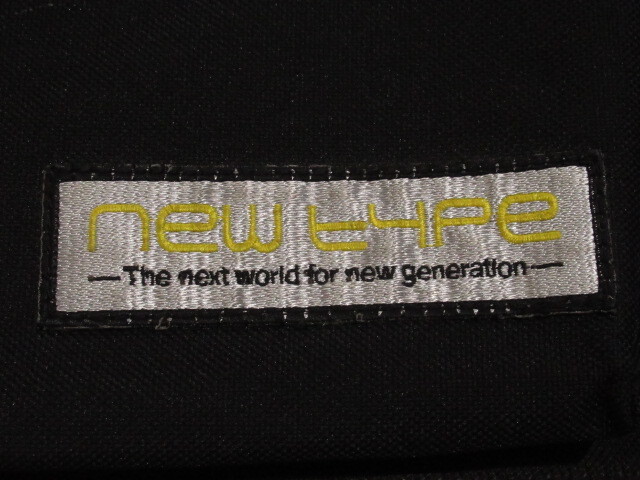 new type
—The next world for new generation—